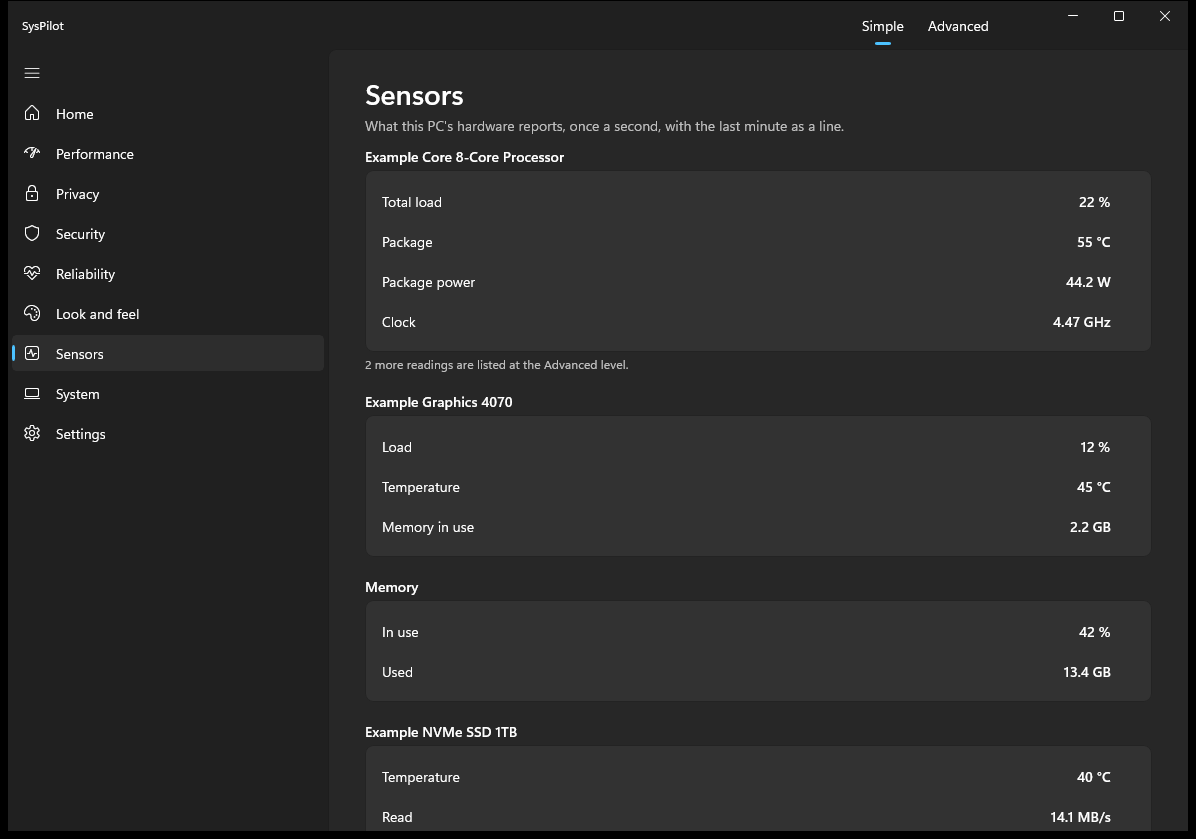 SysPilot
Simple Advanced
Home
Performance
Privacy
Security
Reliability
Look and feel
Sensors
System
Settings
Sensors
What this PC's hardware reports, once a second, with the last minute as a line.
Example Core 8-Core Processor
Total load 22 %
Package 55 °C
Package power 44.2 W
Clock 4.47 GHz
2 more readings are listed at the Advanced level.
Example Graphics 4070
Load 12 %
Temperature 45 °C
Memory in use 2.2 GB
Memory
In use 42 %
Used 13.4 GB
Example NVMe SSD 1TB
Temperature 40 °C
Read 14.1 MB/s